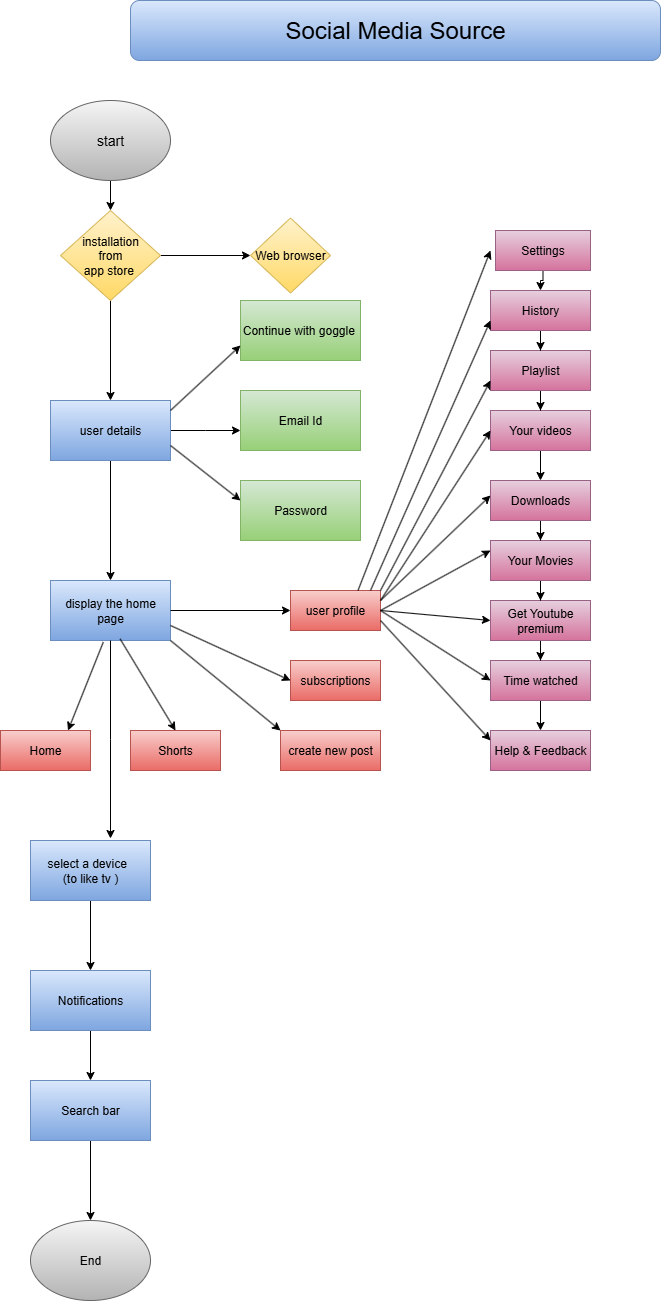 Social Media Source
start
installation
from
app store
Web browser
Continue with goggle
user details
Email Id
Password
display the home
page
user profile
subscriptions
Home
Shorts
create new post
Settings
History
Playlist
Your videos
Downloads
Your Movies
Get Youtube
premium
Time watched
Help & Feedback
select a device
(to like tv )
Notifications
Search bar
End